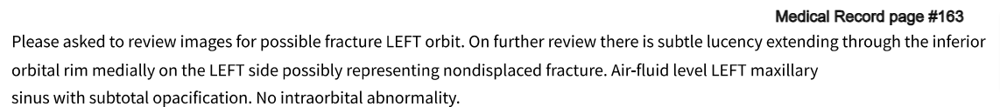 Medical Record page #163
Please asked to review images for possible fracture LEFT orbit. On further review there is subtle lucency extending through the inferior
orbital rim medially on the LEFT side possibly representing nondisplaced fracture. Air-fluid level LEFT maxillary
sinus with subtotal opacification. No intraorbital abnormality.